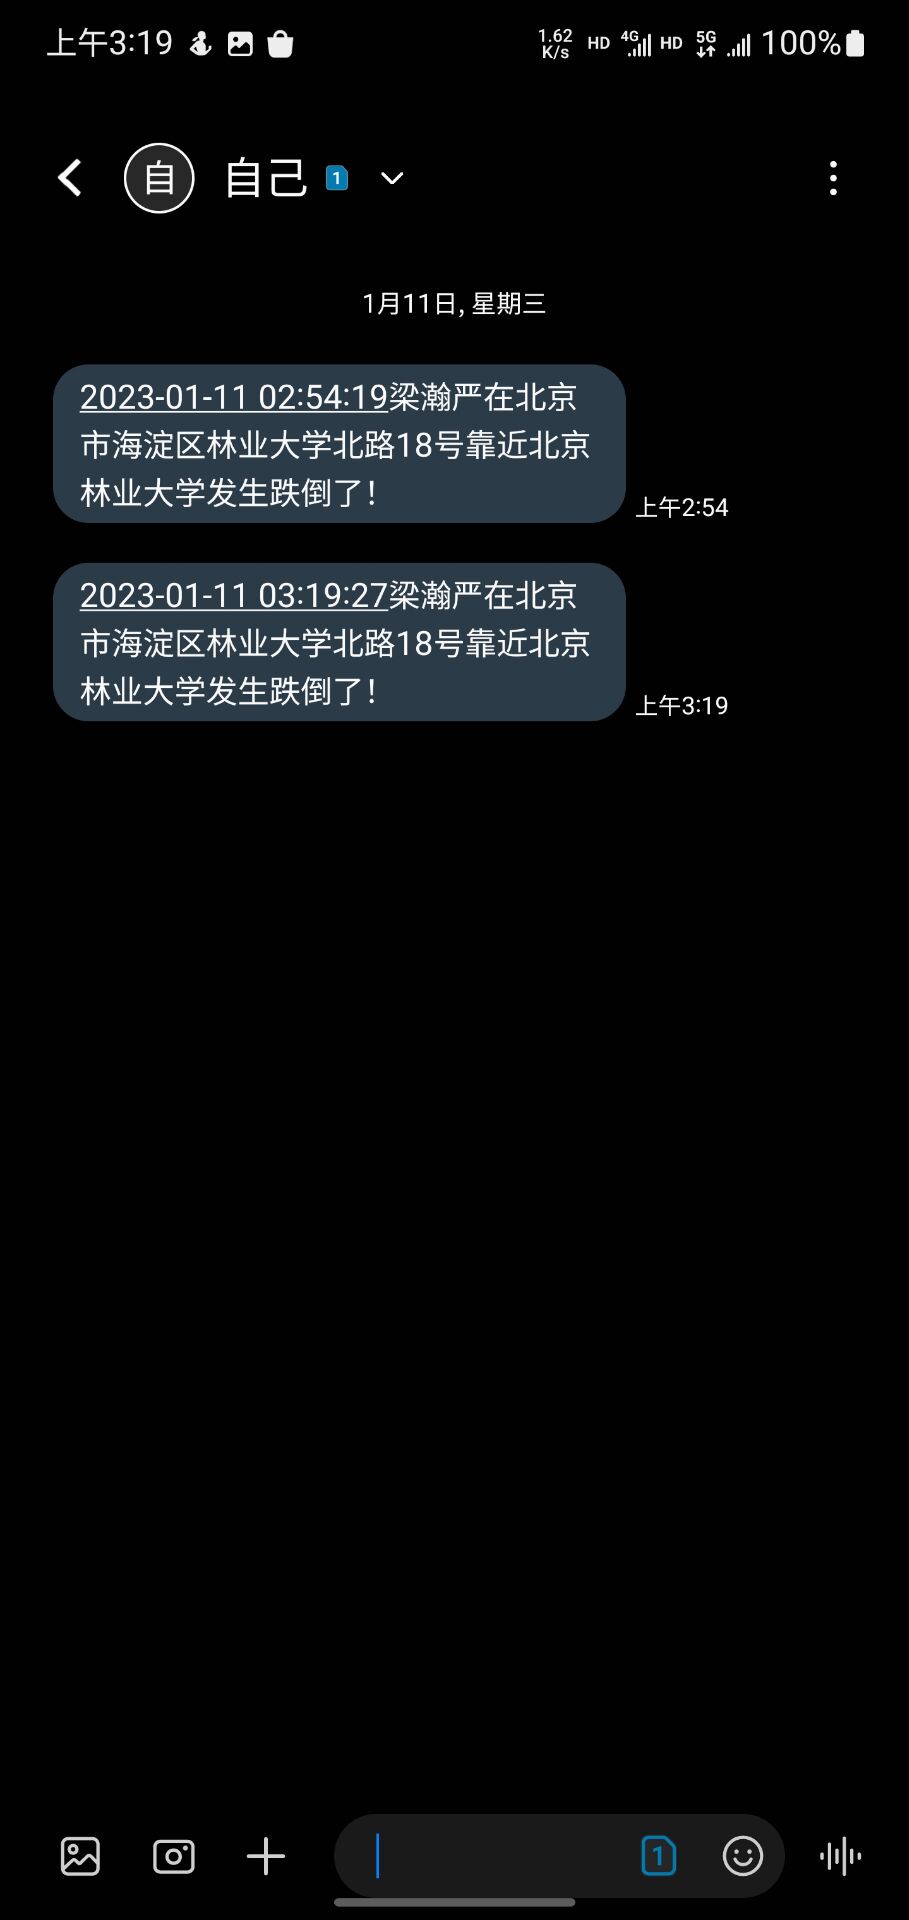 上午3:19
1.62
K/s
HD 4G HD 5G 100%
自 自己 1
1月11日, 星期三
2023-01-11 02:54:19梁瀚严在北京
市海淀区林业大学北路18号靠近北京
林业大学发生跌倒了!
上午2:54
2023-01-11 03:19:27梁瀚严在北京
市海淀区林业大学北路18号靠近北京
林业大学发生跌倒了!
上午3:19
1